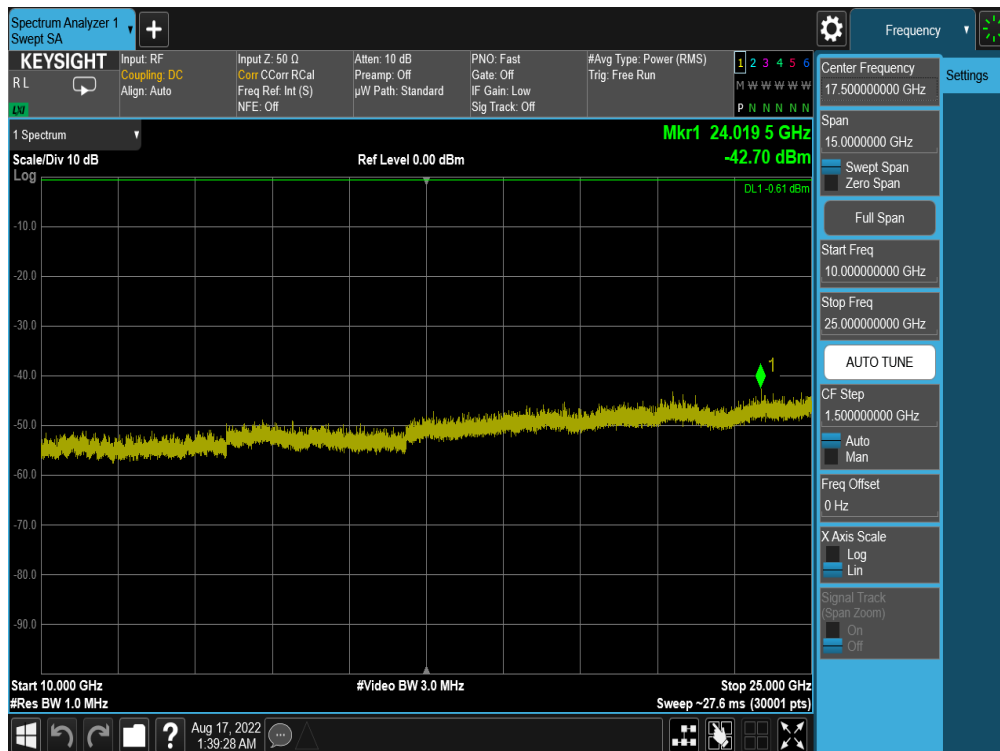 Spectrum Analyzer 1
Swept SA
Frequency
KEYSIGHT
R L
LXI
Input: RF
Coupling: DC
Align: Auto
Input Z: 50 Ω
Corr CCorr RCal
Freq Ref: Int (S)
NFE: Off
Atten: 10 dB
Preamp: Off
µW Path: Standard
PNO: Fast
Gate: Off
IF Gain: Low
Sig Track: Off
#Avg Type: Power (RMS)
Trig: Free Run
1 2 3 4 5 6
M W W W W W
P N N N N N
1 Spectrum
Scale/Div 10 dB
Log
Ref Level 0.00 dBm
Mkr1 24.019 5 GHz
-42.70 dBm
DL1 -0.61 dBm
-10.0
-20.0
-30.0
-40.0
-50.0
-60.0
-70.0
-80.0
-90.0
1
Start 10.000 GHz
#Res BW 1.0 MHz
#Video BW 3.0 MHz
Stop 25.000 GHz
Sweep ~27.6 ms (30001 pts)
Center Frequency
17.500000000 GHz
Span
15.0000000 GHz
Swept Span
Zero Span
Full Span
Start Freq
10.000000000 GHz
Stop Freq
25.000000000 GHz
AUTO TUNE
CF Step
1.500000000 GHz
Auto
Man
Freq Offset
0 Hz
X Axis Scale
Log
Lin
Signal Track
(Span Zoom)
On
Off
Settings
?
Aug 17, 2022
1:39:28 AM